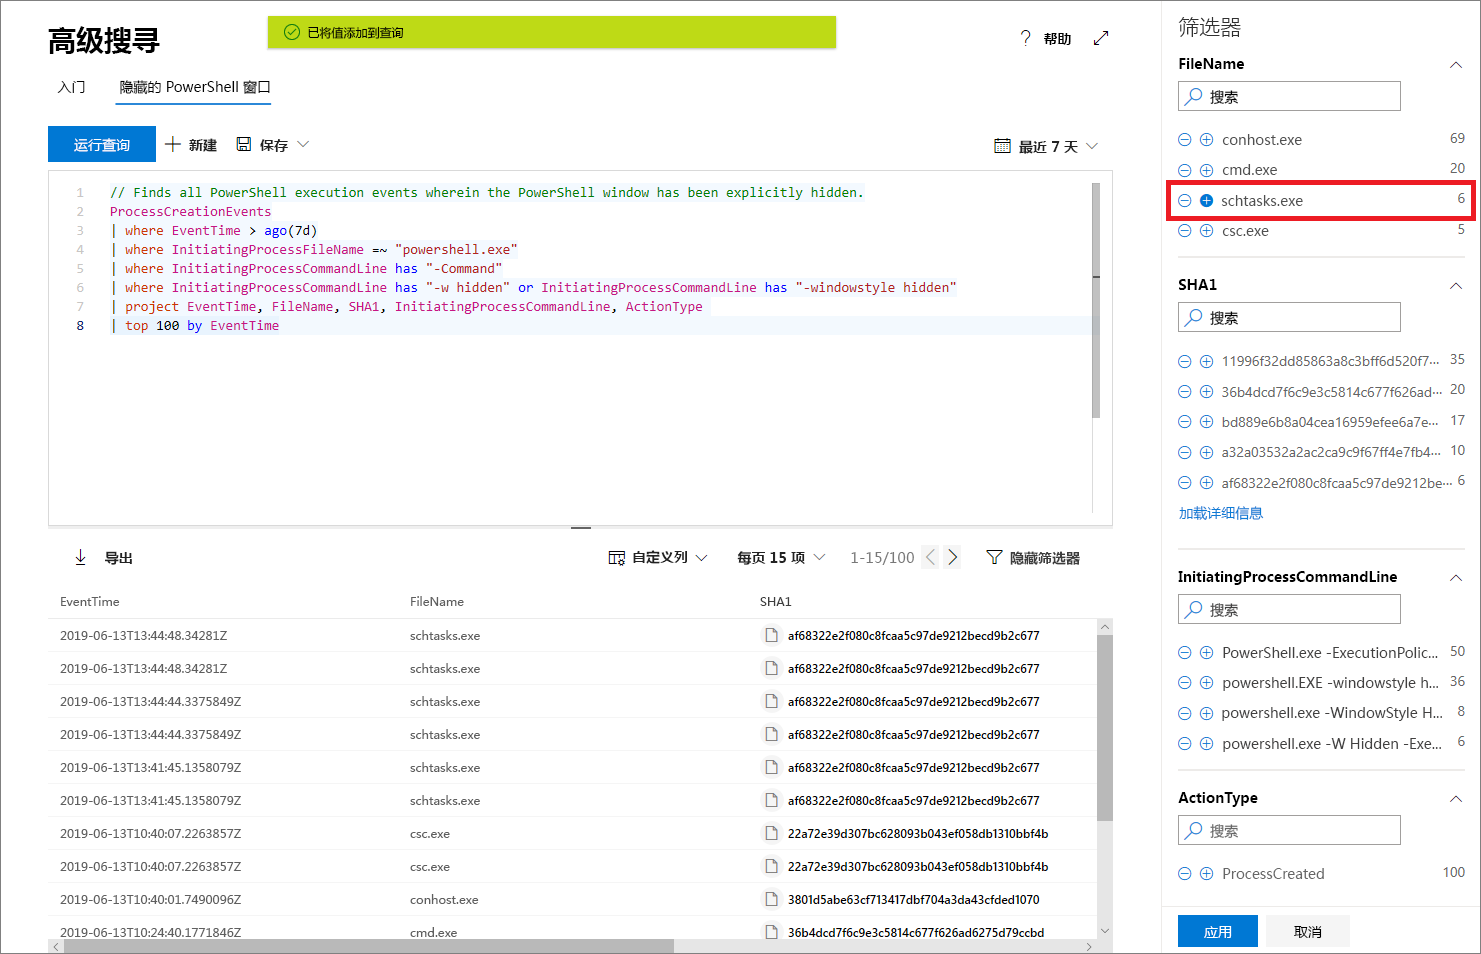 高级搜寻
已将值添加到查询
? 帮助
入门
隐藏的 PowerShell 窗口
运行查询
新建
保存
最近 7 天
1 // Finds all PowerShell execution events wherein the PowerShell window has been explicitly hidden.
2 ProcessCreationEvents
3 | where EventTime > ago(7d)
4 | where InitiatingProcessFileName =~ "powershell.exe"
5 | where InitiatingProcessCommandLine has "-Command"
6 | where InitiatingProcessCommandLine has "-w hidden" or InitiatingProcessCommandLine has "-windowstyle hidden"
7 | project EventTime, FileName, SHA1, InitiatingProcessCommandLine, ActionType
8 | top 100 by EventTime
导出
自定义列
每页 15 项
1-15/100
隐藏筛选器
EventTime FileName SHA1
2019-06-13T13:44:48.34281Z schtasks.exe af68322e2f080c8fcaa5c97de9212becd9b2c677
2019-06-13T13:44:48.34281Z schtasks.exe af68322e2f080c8fcaa5c97de9212becd9b2c677
2019-06-13T13:44:44.3375849Z schtasks.exe af68322e2f080c8fcaa5c97de9212becd9b2c677
2019-06-13T13:44:44.3375849Z schtasks.exe af68322e2f080c8fcaa5c97de9212becd9b2c677
2019-06-13T13:41:45.1358079Z schtasks.exe af68322e2f080c8fcaa5c97de9212becd9b2c677
2019-06-13T13:41:45.1358079Z schtasks.exe af68322e2f080c8fcaa5c97de9212becd9b2c677
2019-06-13T10:40:07.2263857Z csc.exe 22a72e39d307bc628093b043ef058db1310bbf4b
2019-06-13T10:40:07.2263857Z csc.exe 22a72e39d307bc628093b043ef058db1310bbf4b
2019-06-13T10:40:01.7490096Z conhost.exe 3801d5abe63cf713417dbf704a3da43cfded1070
2019-06-13T10:24:40.1771846Z cmd.exe 36b4dcd7f6c9e3c5814c677f626ad6275d79ccbd
筛选器
FileName
搜索
conhost.exe 69
cmd.exe 20
schtasks.exe 6
csc.exe 5
SHA1
搜索
11996f32dd85863a8c3bff6d520f7... 35
36b4dcd7f6c9e3c5814c677f626ad... 20
bd889e6b8a04cea16959efee6a7e... 17
a32a03532a2ac2ca9c9f67ff4e7fb4... 10
af68322e2f080c8fcaa5c97de9212be... 6
加载详细信息
InitiatingProcessCommandLine
搜索
PowerShell.exe -ExecutionPolic... 50
powershell.EXE -windowstyle h... 36
powershell.exe -WindowStyle H... 8
powershell.exe -W Hidden -Exe... 6
ActionType
搜索
ProcessCreated 100
应用
取消